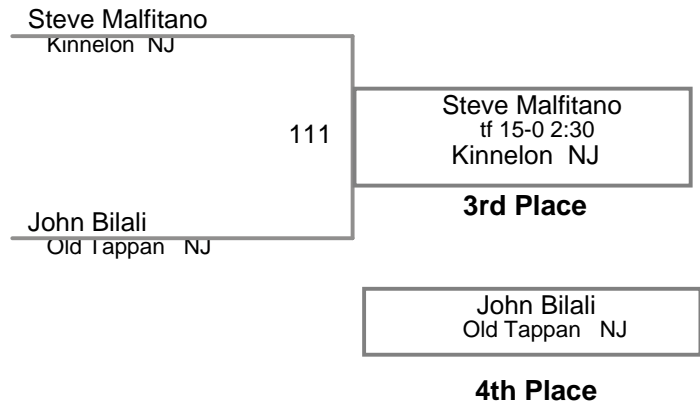 Steve Malfitano
Kinnelon NJ
111
Steve Malfitano
tf 15-0 2:30
Kinnelon NJ
3rd Place
John Bilali
Old Tappan NJ
John Bilali
Old Tappan NJ
4th Place